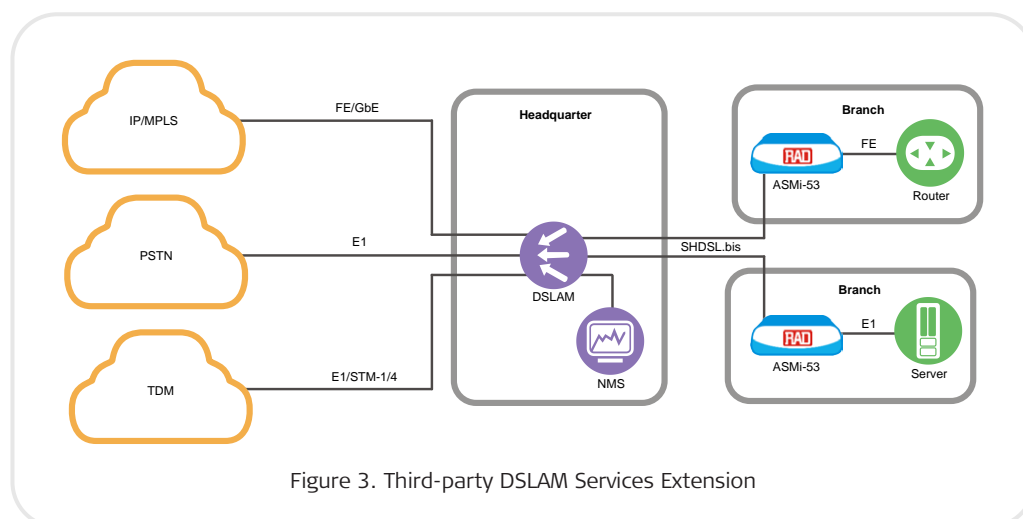 IP/MPLS
FE/GbE
Headquarter
Branch
RAD
FE
ASMi-53
Router
PSTN
E1
DSLAM
SHDSL.bis
Branch
RAD
E1
ASMi-53
Server
TDM
E1/STM-1/4
NMS
Figure 3. Third-party DSLAM Services Extension